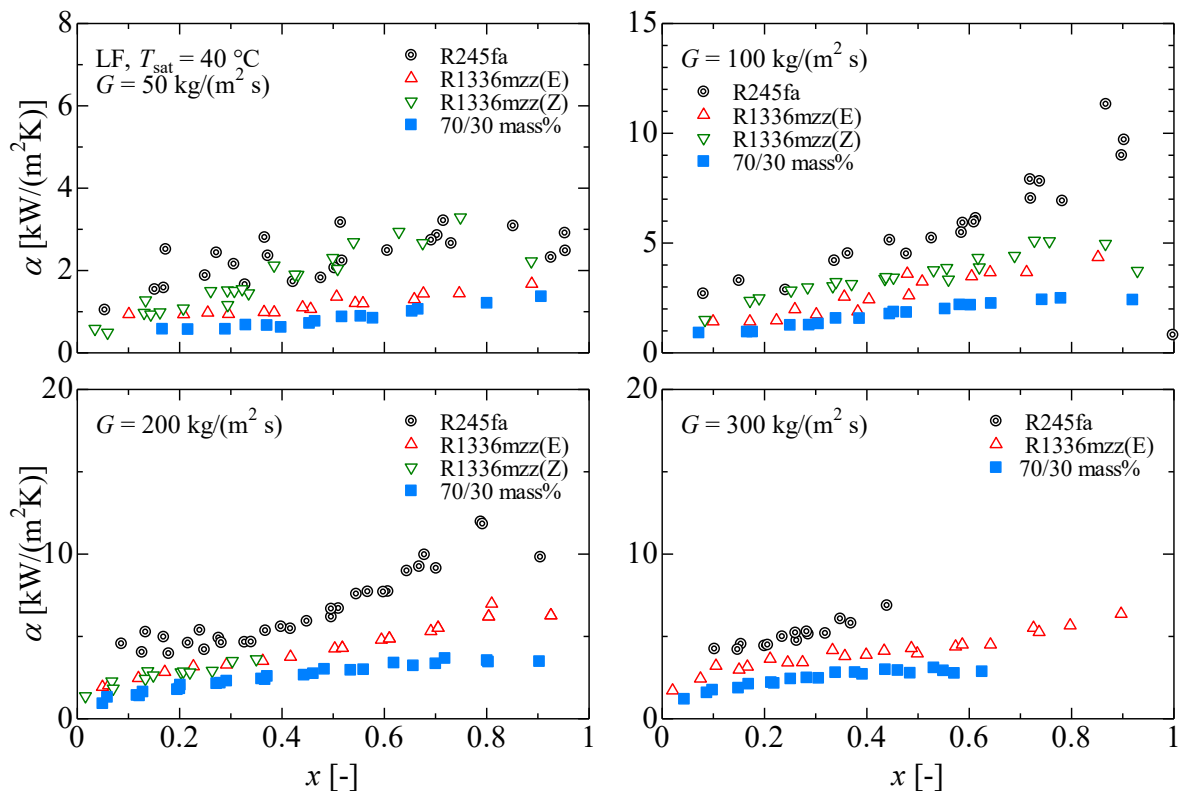 LF, T_sat = 40 °C
G = 50 kg/(m² s)
R245fa
R1336mzz(E)
R1336mzz(Z)
70/30 mass%
α [kW/(m²K)]
8
6
4
2
0
G = 100 kg/(m² s)
R245fa
R1336mzz(E)
R1336mzz(Z)
70/30 mass%
15
10
5
0
G = 200 kg/(m² s)
R245fa
R1336mzz(E)
R1336mzz(Z)
70/30 mass%
α [kW/(m²K)]
20
10
0
0 0.2 0.4 0.6 0.8 1
x [-]
G = 300 kg/(m² s)
R245fa
R1336mzz(E)
70/30 mass%
20
10
0
0 0.2 0.4 0.6 0.8 1
x [-]